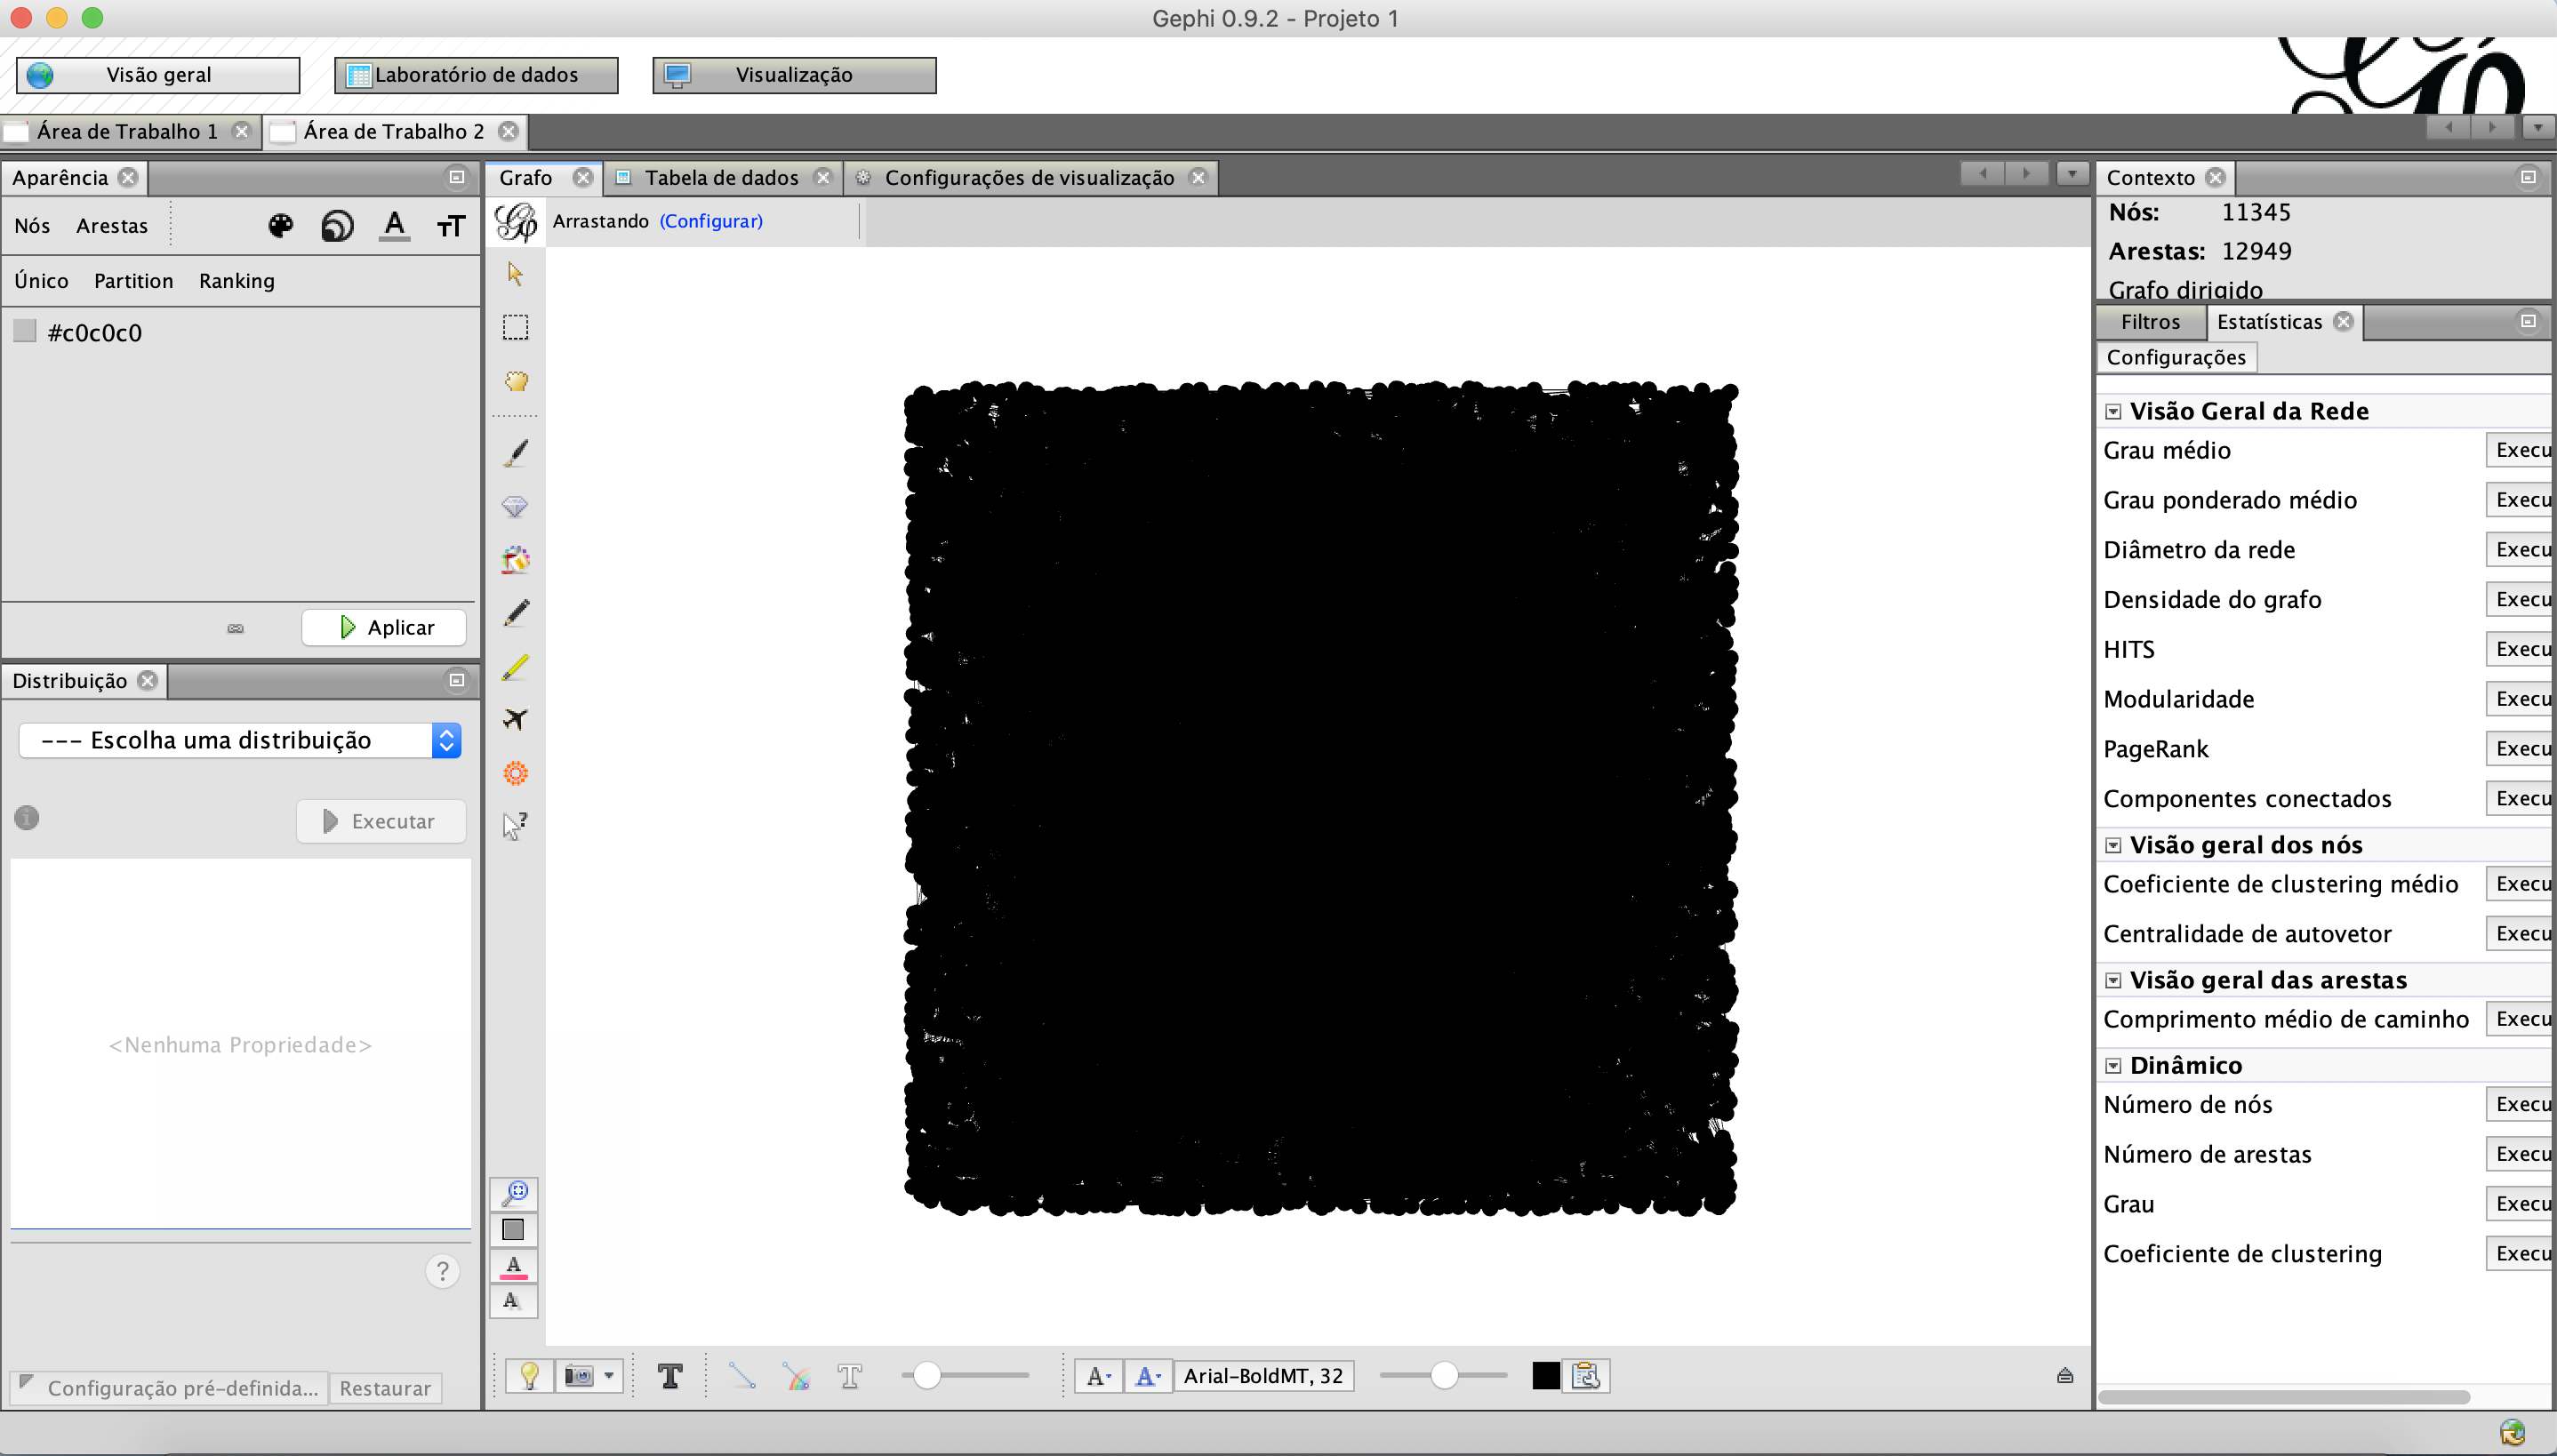 Gephi 0.9.2 - Projeto 1
Visão geral
Laboratório de dados
Visualização
Área de Trabalho 1
Área de Trabalho 2
Aparência
Nós Arestas
Único Partition Ranking
#c0c0c0
Aplicar
Distribuição
--- Escolha uma distribuição
Executar
<Nenhuma Propriedade>
?
Configuração pré-definida...
Restaurar
Grafo
Tabela de dados
Configurações de visualização
Arrastando (Configurar)
Arial-BoldMT, 32
Contexto
Nós: 11345
Arestas: 12949
Grafo dirigido
Filtros
Estatísticas
Configurações
Visão Geral da Rede
Grau médio Execu
Grau ponderado médio Execu
Diâmetro da rede Execu
Densidade do grafo Execu
HITS Execu
Modularidade Execu
PageRank Execu
Componentes conectados Execu
Visão geral dos nós
Coeficiente de clustering médio Execu
Centralidade de autovetor Execu
Visão geral das arestas
Comprimento médio de caminho Execu
Dinâmico
Número de nós Execu
Número de arestas Execu
Grau Execu
Coeficiente de clustering Execu